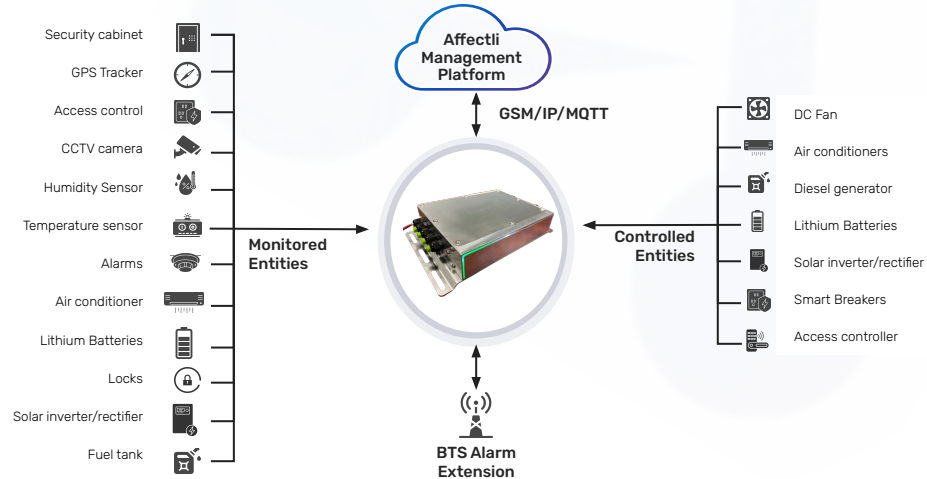 Affectli
Management
Platform
GSM/IP/MQTT
Security cabinet
GPS Tracker
Access control
CCTV camera
Humidity Sensor
Temperature sensor
Alarms
Air conditioner
Lithium Batteries
Locks
Solar inverter/rectifier
Fuel tank
Monitored
Entities
Controlled
Entities
DC Fan
Air conditioners
Diesel generator
Lithium Batteries
Solar inverter/rectifier
Smart Breakers
Access controller
BTS Alarm
Extension